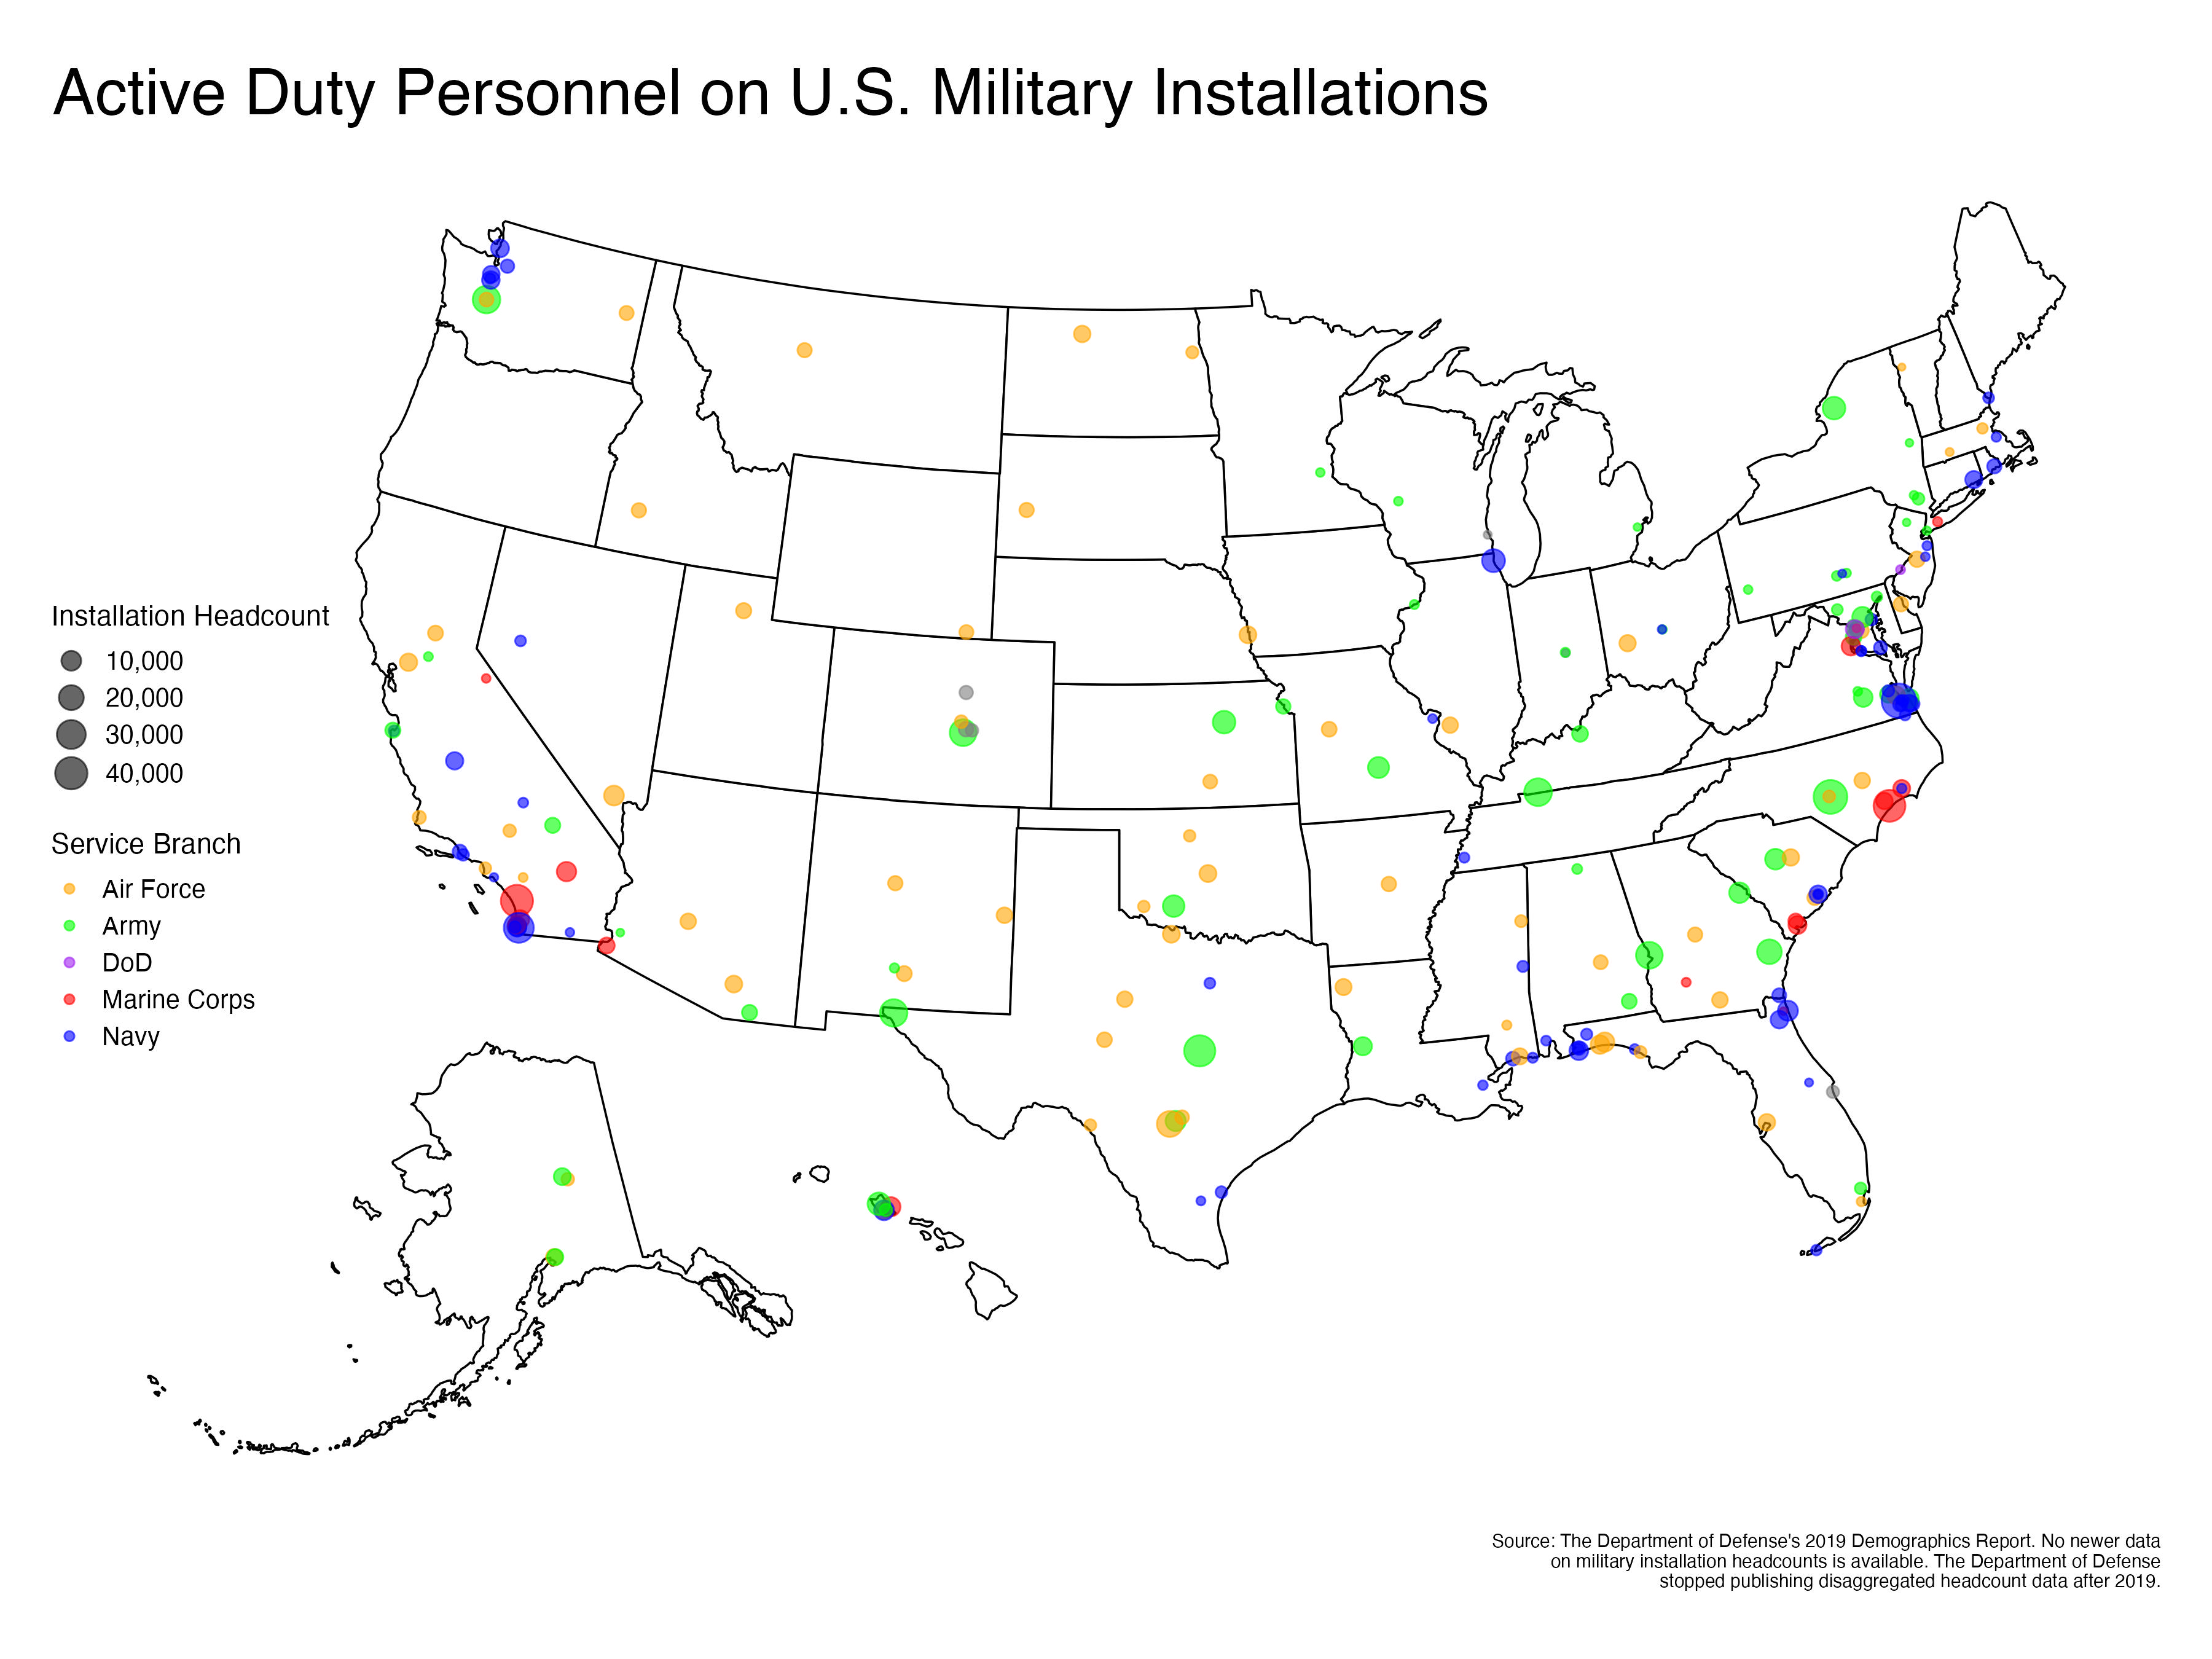 Active Duty Personnel on U.S. Military Installations
Installation Headcount
10,000
20,000
30,000
40,000
Service Branch
Air Force
Army
DoD
Marine Corps
Navy
Source: The Department of Defense's 2019 Demographics Report. No newer data
on military installation headcounts is available. The Department of Defense
stopped publishing disaggregated headcount data after 2019.